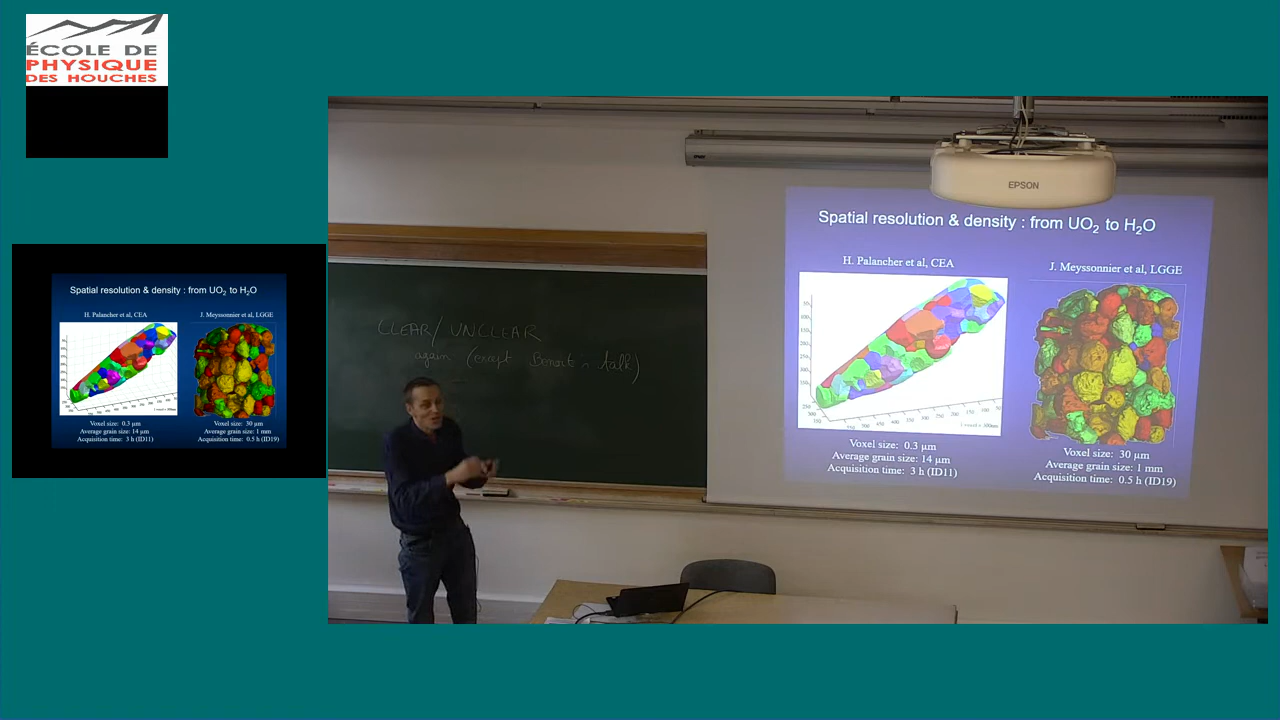 ÉCOLE DE
PHYSIQUE
DES HOUCHES
Spatial resolution & density : from UO2 to H2O
H. Palancher et al, CEA
J. Meyssonnier et al, LGGE
Voxel size: 0.3 µm
Average grain size: 14 µm
Acquisition time: 3 h (ID11)
Voxel size: 30 µm
Average grain size: 1 mm
Acquisition time: 0.5 h (ID19)
CLEAR/UNCLEAR
again (except Benoit's talk)
EPSON
Spatial resolution & density : from UO2 to H2O
H. Palancher et al, CEA
J. Meyssonnier et al, LGGE
Voxel size: 0.3 µm
Average grain size: 14 µm
Acquisition time: 3 h (ID11)
Voxel size: 30 µm
Average grain size: 1 mm
Acquisition time: 0.5 h (ID19)